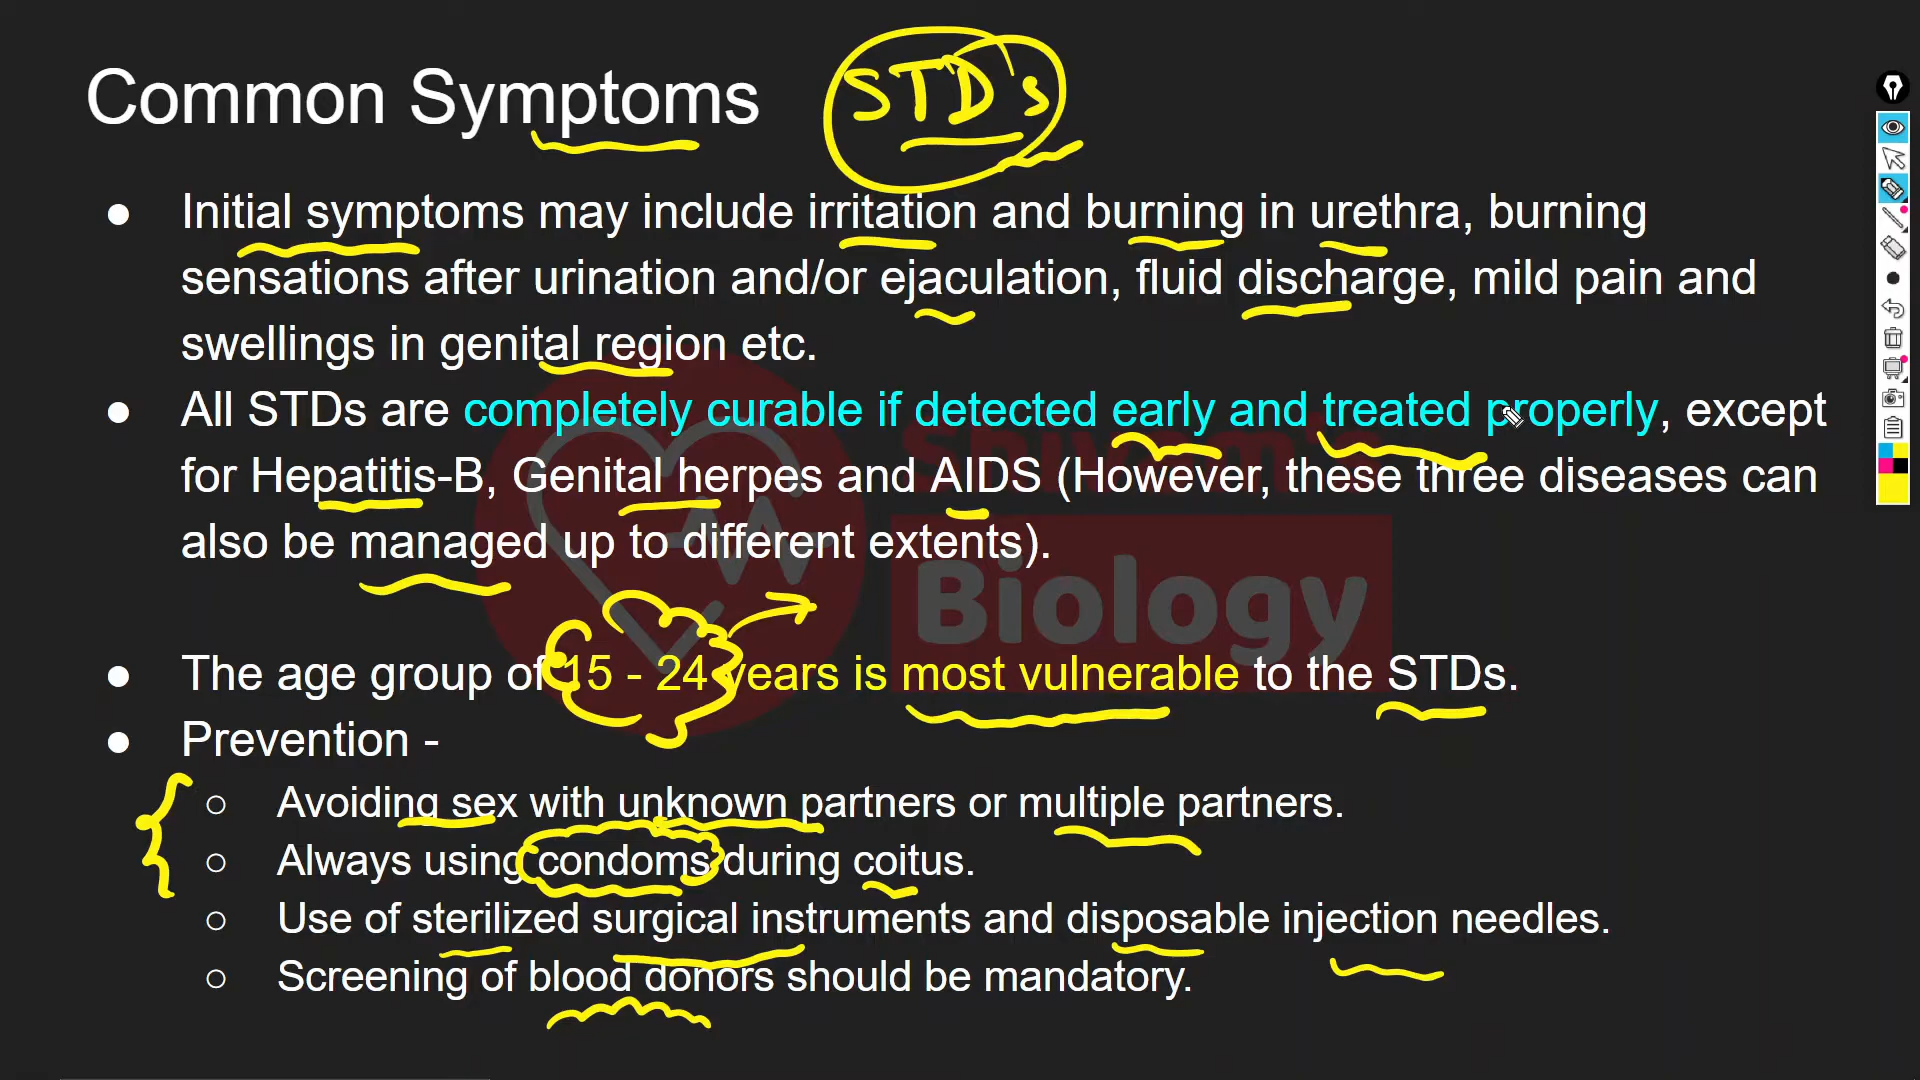 Common Symptoms STD's
● Initial symptoms may include irritation and burning in urethra, burning
sensations after urination and/or ejaculation, fluid discharge, mild pain and
swellings in genital region etc.
● All STDs are completely curable if detected early and treated properly, except
for Hepatitis-B, Genital herpes and AIDS (However, these three diseases can
also be managed up to different extents).
● The age group of 15 - 24 years is most vulnerable to the STDs.
● Prevention -
○ Avoiding sex with unknown partners or multiple partners.
○ Always using condoms during coitus.
○ Use of sterilized surgical instruments and disposable injection needles.
○ Screening of blood donors should be mandatory.
Biology